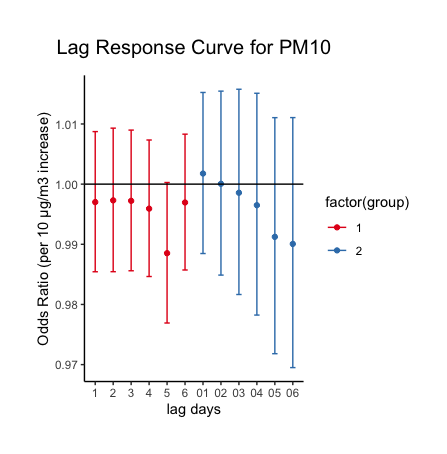 Lag Response Curve for PM10
Odds Ratio (per 10 µg/m3 increase)
1.01
1.00
0.99
0.98
0.97
1 2 3 4 5 6 01 02 03 04 05 06
lag days
factor(group)
1
2